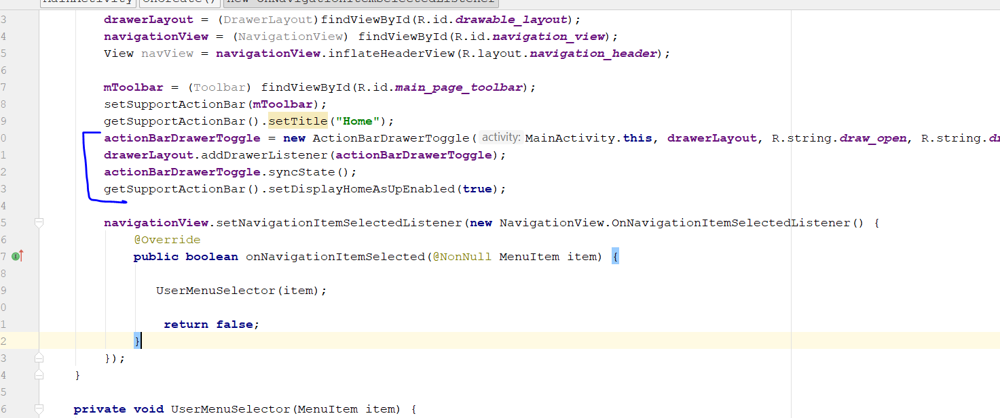 MainActivity onCreate() new OnNavigationItemSelectedListener
3 drawerLayout = (DrawerLayout)findViewById(R.id.drawable_layout);
4 navigationView = (NavigationView) findViewById(R.id.navigation_view);
5 View navView = navigationView.inflateHeaderView(R.layout.navigation_header);
6
7 mToolbar = (Toolbar) findViewById(R.id.main_page_toolbar);
8 setSupportActionBar(mToolbar);
9 getSupportActionBar().setTitle("Home");
0 actionBarDrawerToggle = new ActionBarDrawerToggle( activity: MainActivity.this, drawerLayout, R.string.draw_open, R.string.dr
1 drawerLayout.addDrawerListener(actionBarDrawerToggle);
2 actionBarDrawerToggle.syncState();
3 getSupportActionBar().setDisplayHomeAsUpEnabled(true);
4
5 navigationView.setNavigationItemSelectedListener(new NavigationView.OnNavigationItemSelectedListener() {
6 @Override
7 public boolean onNavigationItemSelected(@NonNull MenuItem item) {
8
9 UserMenuSelector(item);
0
1 return false;
2 }
3 });
4 }
5
6 private void UserMenuSelector(MenuItem item) {